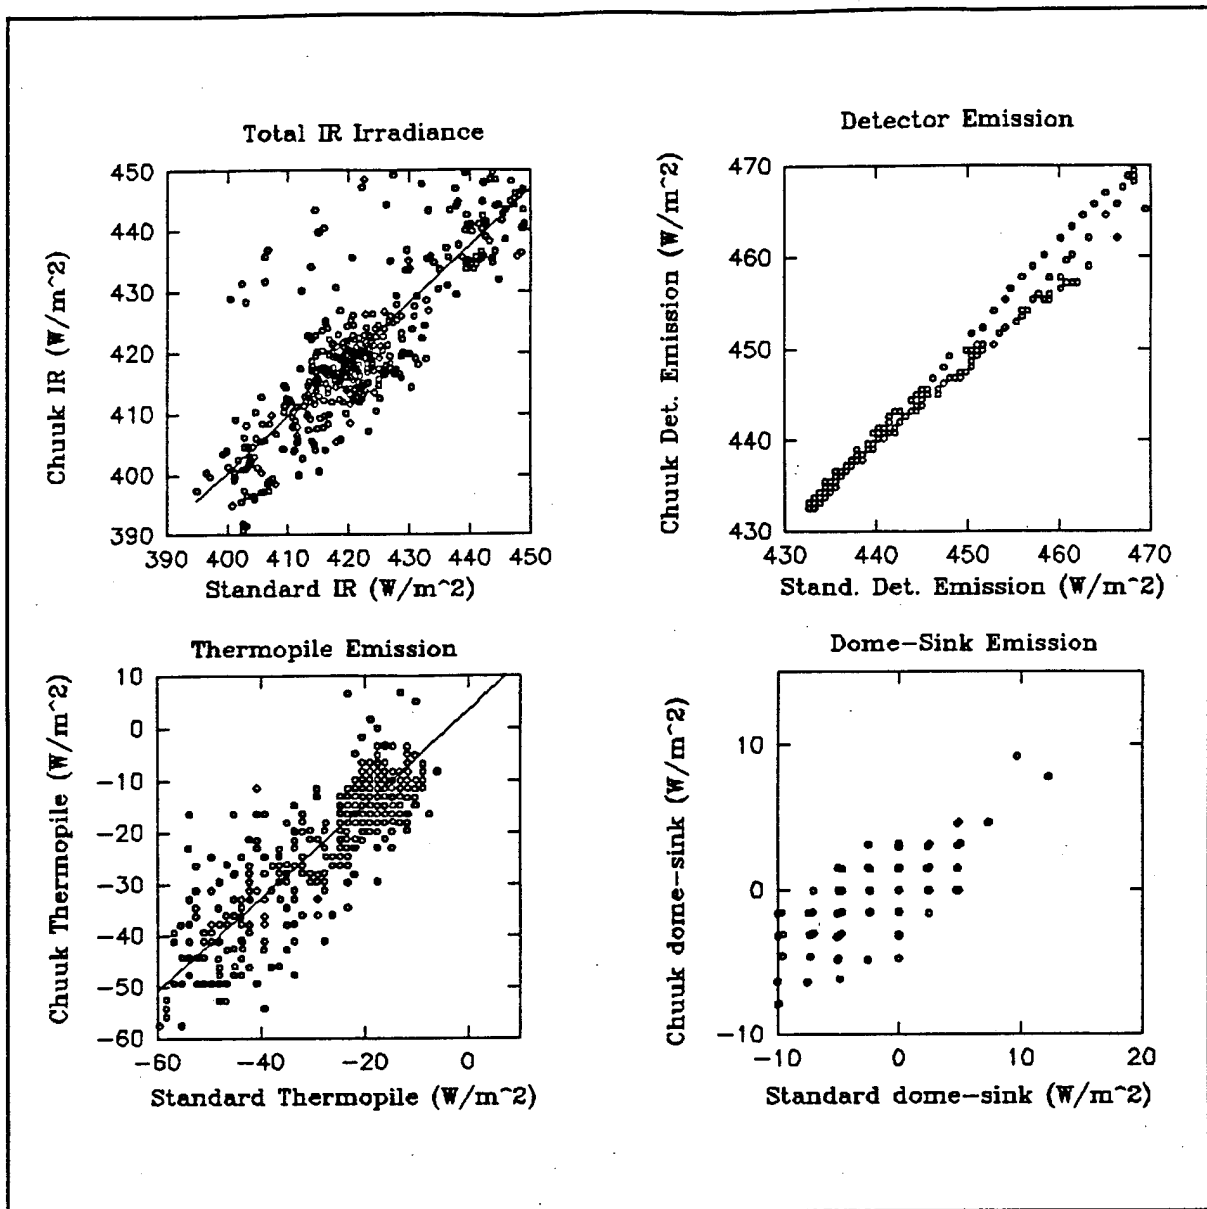 Total IR Irradiance
Chuuk IR (W/m^2)
450
440
430
420
410
400
390
390 400 410 420 430 440 450
Standard IR (W/m^2)
Detector Emission
Chuuk Det. Emission (W/m^2)
470
460
450
440
430
430 440 450 460 470
Stand. Det. Emission (W/m^2)
Thermopile Emission
Chuuk Thermopile (W/m^2)
10
0
-10
-20
-30
-40
-50
-60
-60 -40 -20 0
Standard Thermopile (W/m^2)
Dome-Sink Emission
Chuuk dome-sink (W/m^2)
10
0
-10
-10 0 10 20
Standard dome-sink (W/m^2)